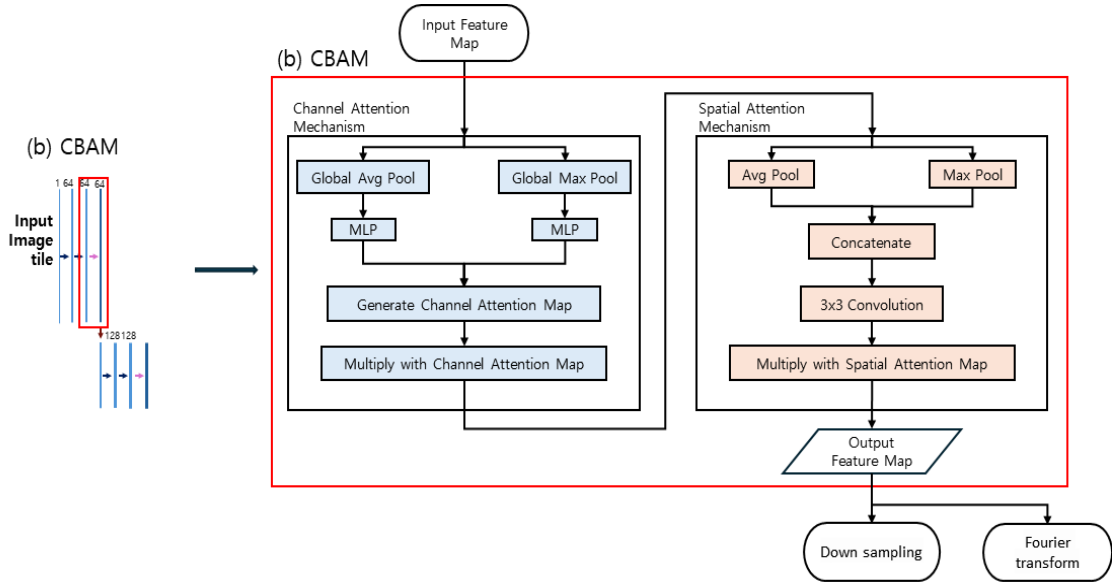 (b) CBAM
1 64 64 64
Input
Image
tile
128 128
Input Feature
Map
(b) CBAM
Channel Attention
Mechanism
Global Avg Pool
Global Max Pool
MLP
MLP
Generate Channel Attention Map
Multiply with Channel Attention Map
Spatial Attention
Mechanism
Avg Pool
Max Pool
Concatenate
3x3 Convolution
Multiply with Spatial Attention Map
Output
Feature Map
Down sampling
Fourier
transform